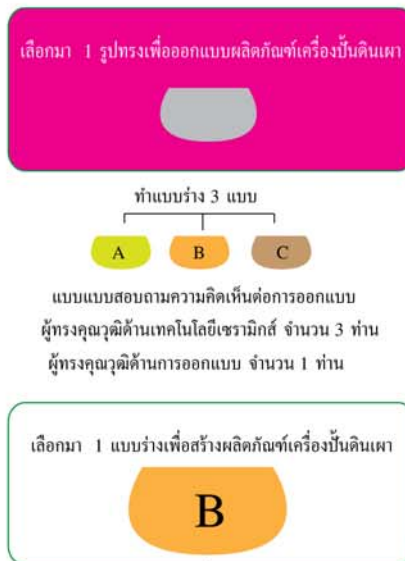 เลือกมา 1 รูปทรงเพื่อออกแบบผลิตภัณฑ์เครื่องปั้นดินเผา
ทำแบบร่าง 3 แบบ
A B C
แบบแบบสอบถามความคิดเห็นต่อการออกแบบ
ผู้ทรงคุณวุฒิด้านเทคโนโลยีเซรามิกส์ จำนวน 3 ท่าน
ผู้ทรงคุณวุฒิด้านการออกแบบ จำนวน 1 ท่าน
เลือกมา 1 แบบร่างเพื่อสร้างผลิตภัณฑ์เครื่องปั้นดินเผา
B